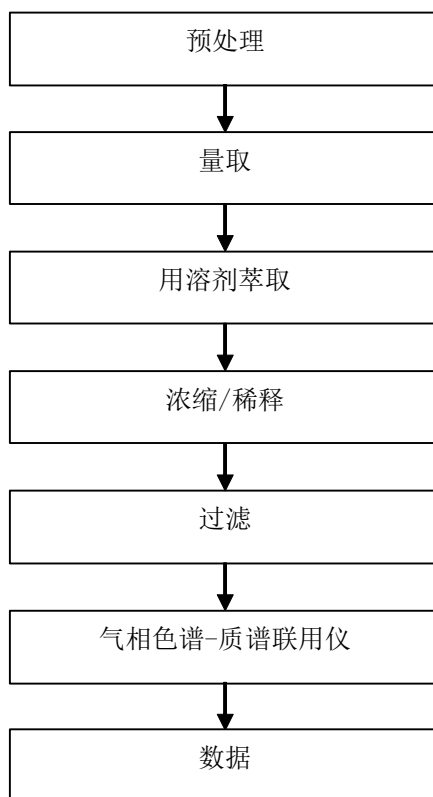 预处理
量取
用溶剂萃取
浓缩/稀释
过滤
气相色谱-质谱联用仪
数据